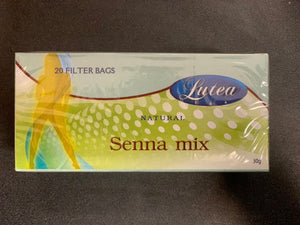 20 FILTER BAGS
Lutea
NATURAL
Senna mix
30g